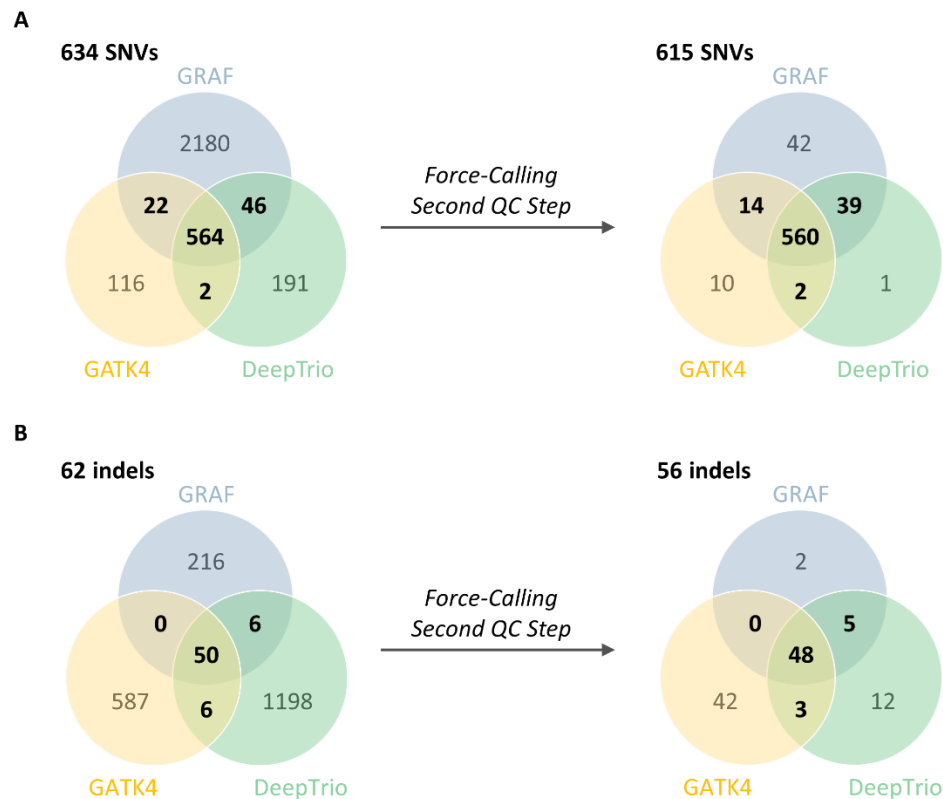 A
634 SNVs
615 SNVs
GRAF
GRAF
2180
42
Force-Calling
Second QC Step
22
46
14
39
564
560
116
2
191
10
2
1
GATK4
DeepTrio
GATK4
DeepTrio
B
62 indels
56 indels
GRAF
GRAF
216
2
Force-Calling
Second QC Step
0
6
0
5
50
48
587
6
1198
42
3
12
GATK4
DeepTrio
GATK4
DeepTrio